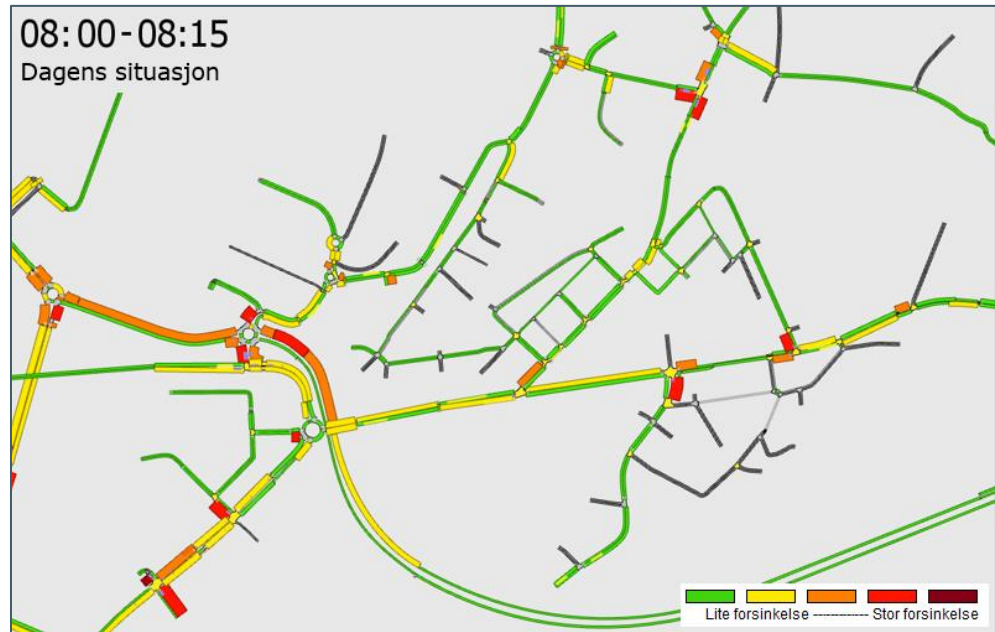 08:00-08:15
Dagens situasjon
Lite forsinkelse ------------ Stor forsinkelse